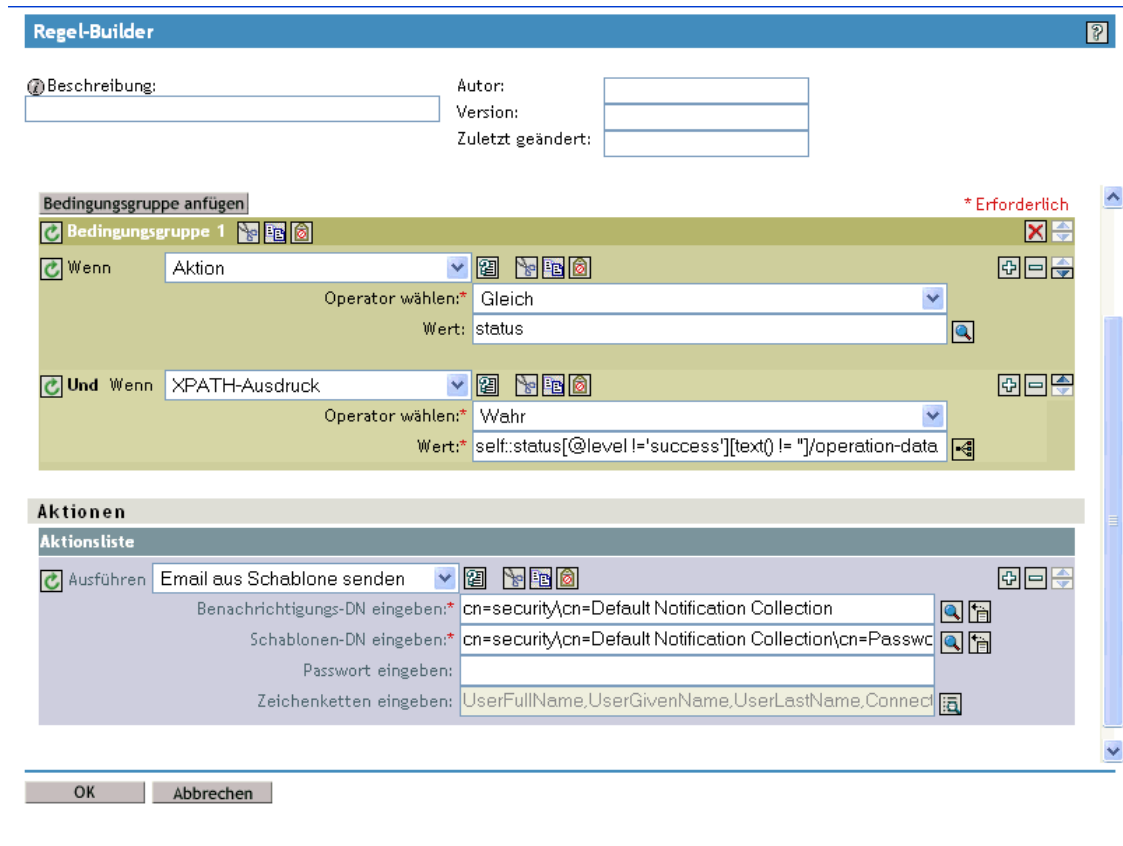 Regel-Builder
Beschreibung:
Autor:
Version:
Zuletzt geändert:
Bedingungsgruppe anfügen
* Erforderlich
Bedingungsgruppe 1
Wenn Aktion
Operator wählen:* Gleich
Wert: status
Und Wenn XPATH-Ausdruck
Operator wählen:* Wahr
Wert:* self::status[@level !='success'][text() != '']/operation-data
Aktionen
Aktionsliste
Ausführen Email aus Schablone senden
Benachrichtigungs-DN eingeben:* cn=security\cn=Default Notification Collection
Schablonen-DN eingeben:* cn=security\cn=Default Notification Collection\cn=Passwo
Passwort eingeben:
Zeichenketten eingeben: UserFullName,UserGivenName,UserLastName,Connect
OK Abbrechen